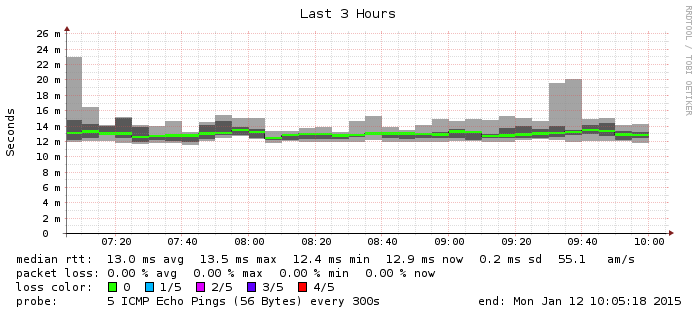 Last 3 Hours
RRDTOOL / TOBI OETIKER
Seconds
26 m
24 m
22 m
20 m
18 m
16 m
14 m
12 m
10 m
8 m
6 m
4 m
2 m
0
07:20 07:40 08:00 08:20 08:40 09:00 09:20 09:40 10:00
median rtt: 13.0 ms avg 13.5 ms max 12.4 ms min 12.9 ms now 0.2 ms sd 55.1 am/s
packet loss: 0.00 % avg 0.00 % max 0.00 % min 0.00 % now
loss color: 0 1/5 2/5 3/5 4/5
probe: 5 ICMP Echo Pings (56 Bytes) every 300s end: Mon Jan 12 10:05:18 2015